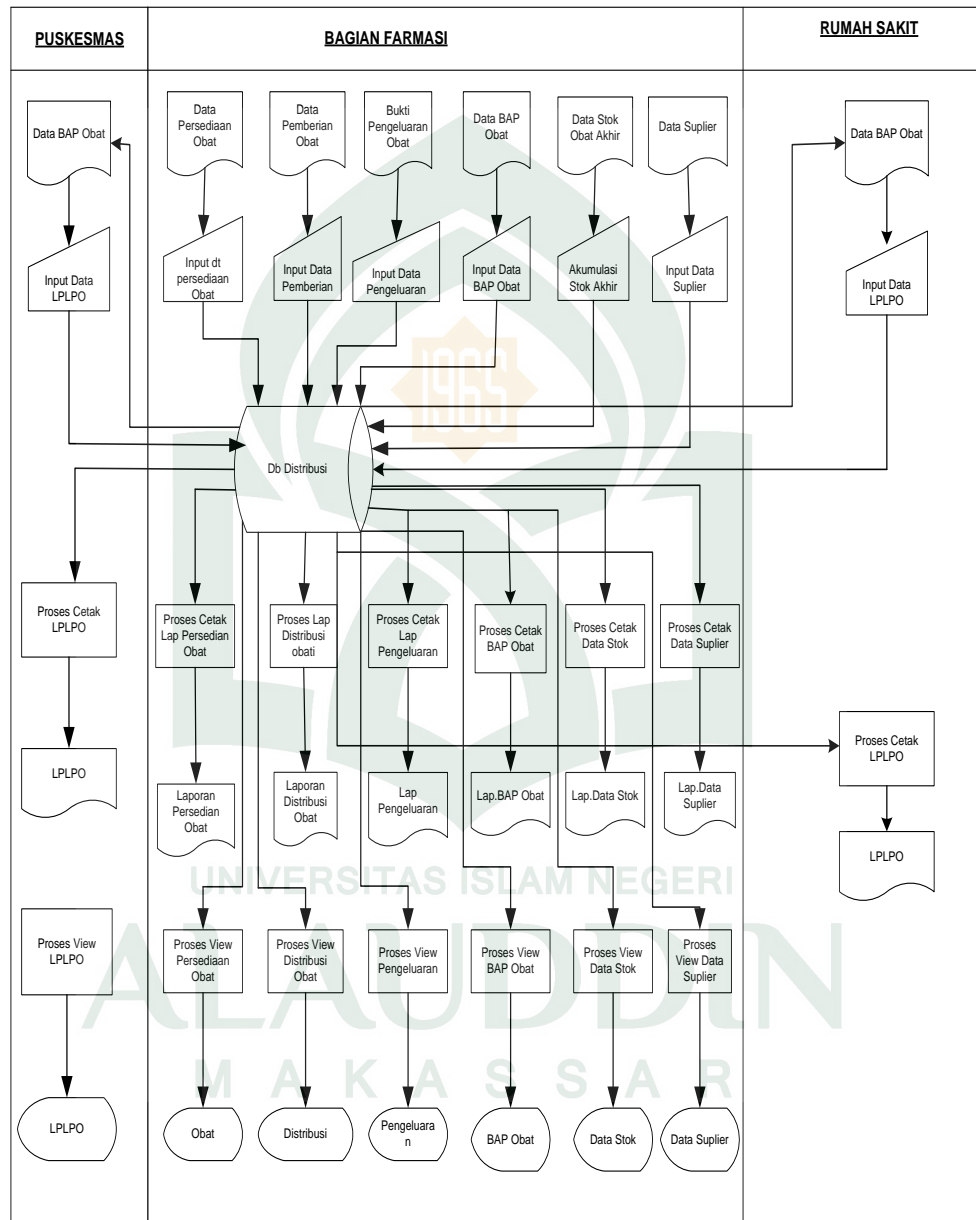 PUSKESMAS
BAGIAN FARMASI
RUMAH SAKIT
Data BAP Obat
Data
Persediaan
Obat
Data
Pemberian
Obat
Bukti
Pengeluaran
Obat
Data BAP
Obat
Data Stok
Obat Akhir
Data Suplier
Data BAP Obat
Input Data
LPLPO
Input dt
persediaan
Obat
Input Data
Pemberian
Input Data
Pengeluaran
Input Data
BAP Obat
Akumulasi
Stok Akhir
Input Data
Suplier
Input Data
LPLPO
1965
Db Distribusi
Proses Cetak
LPLPO
Proses Cetak
Lap Persedian
Obat
Proses Lap
Distribusi
obati
Proses Cetak
Lap
Pengeluaran
Proses Cetak
BAP Obat
Proses Cetak
Data Stok
Proses Cetak
Data Suplier
Proses Cetak
LPLPO
LPLPO
Laporan
Persedian
Obat
Laporan
Distribusi
Obat
Lap
Pengeluaran
Lap.BAP Obat
Lap.Data Stok
Lap.Data
Suplier
LPLPO
UNIVERSITAS ISLAM NEGERI
Proses View
LPLPO
Proses View
Persediaan
Obat
Proses View
Distribusi
Obat
Proses View
Pengeluaran
Proses View
BAP Obat
Proses View
Data Stok
Proses
View Data
Suplier
ALAUDDIN
MAKASSAR
LPLPO
Obat
Distribusi
Pengeluara
n
BAP Obat
Data Stok
Data Suplier